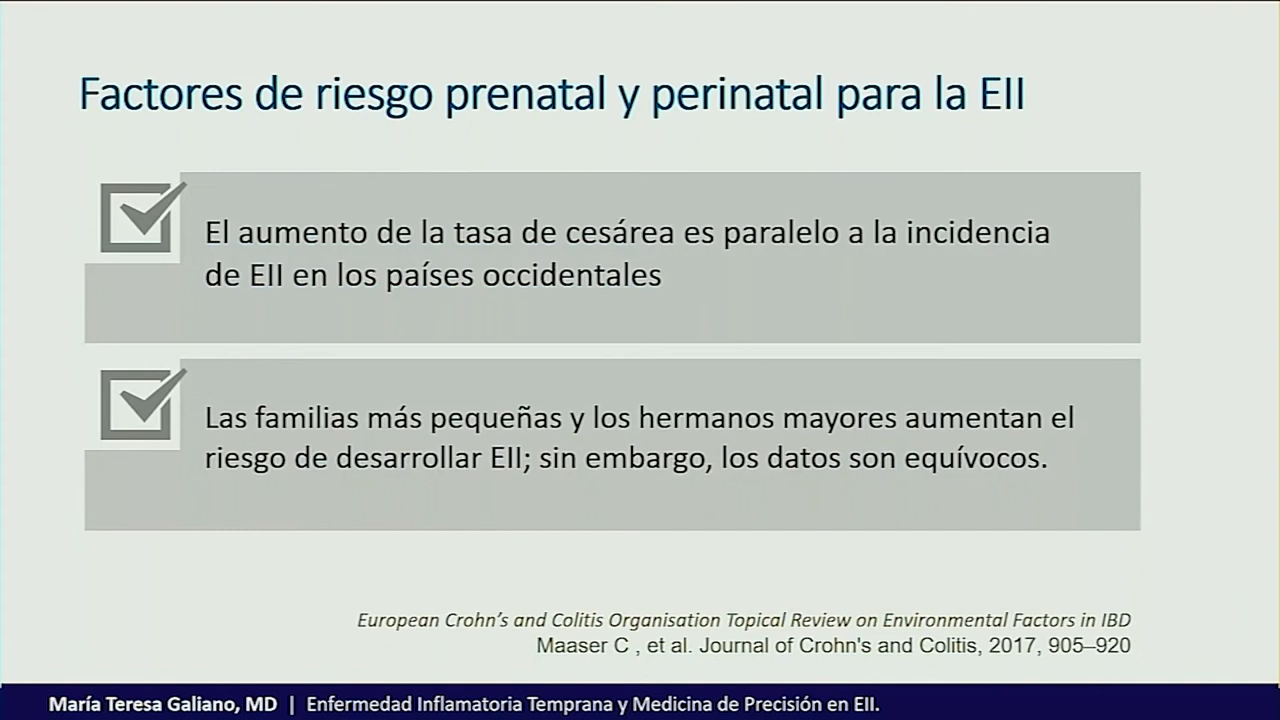 Factores de riesgo prenatal y perinatal para la EII
El aumento de la tasa de cesárea es paralelo a la incidencia
de EII en los países occidentales
Las familias más pequeñas y los hermanos mayores aumentan el
riesgo de desarrollar EII; sin embargo, los datos son equívocos.
European Crohn’s and Colitis Organisation Topical Review on Environmental Factors in IBD
Maaser C , et al. Journal of Crohn's and Colitis, 2017, 905–920
María Teresa Galiano, MD | Enfermedad Inflamatoria Temprana y Medicina de Precisión en EII.